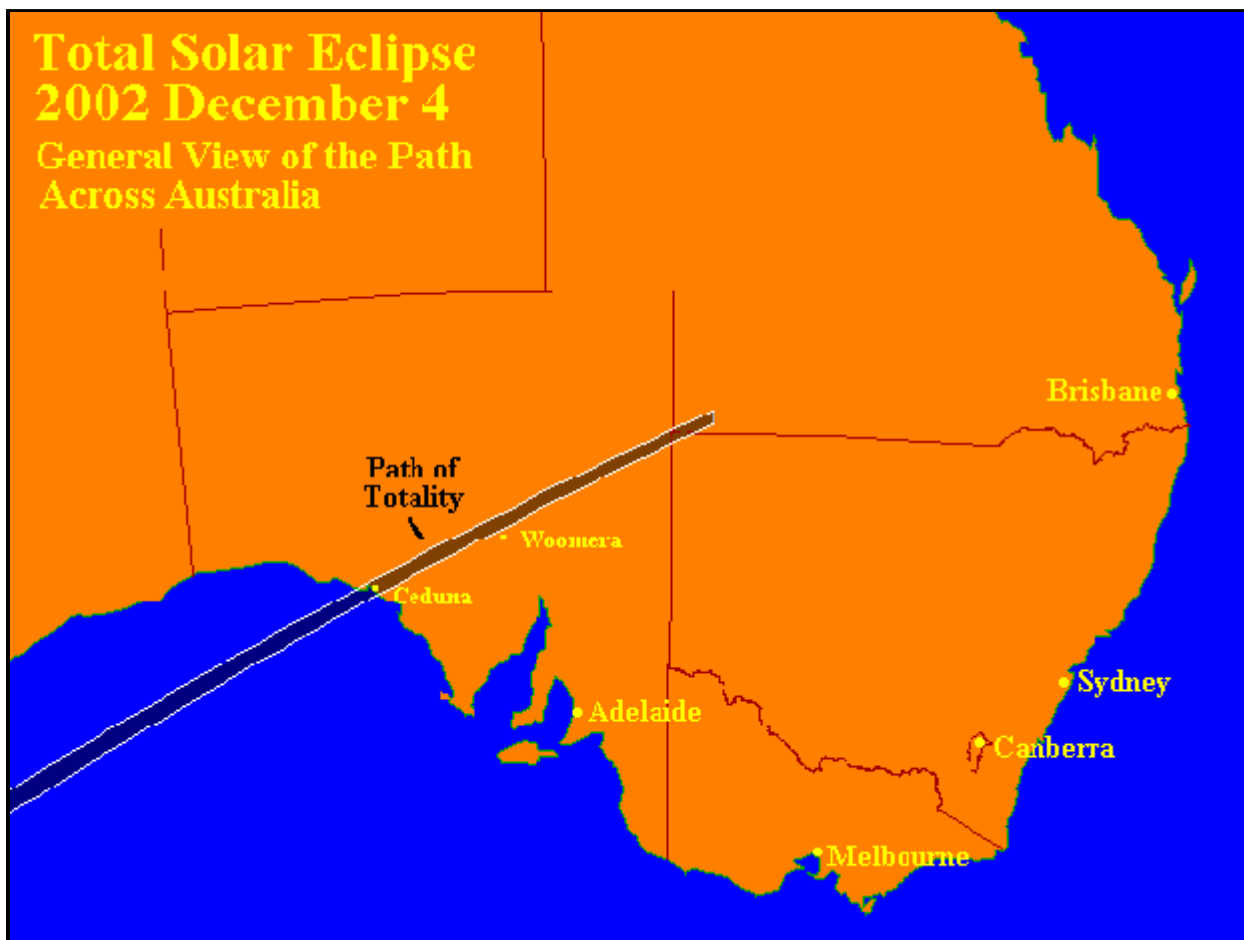 Total Solar Eclipse
2002 December 4
General View of the Path
Across Australia
Brisbane
Path of
Totality
Woomera
Ceduna
Sydney
Adelaide
Canberra
Melbourne